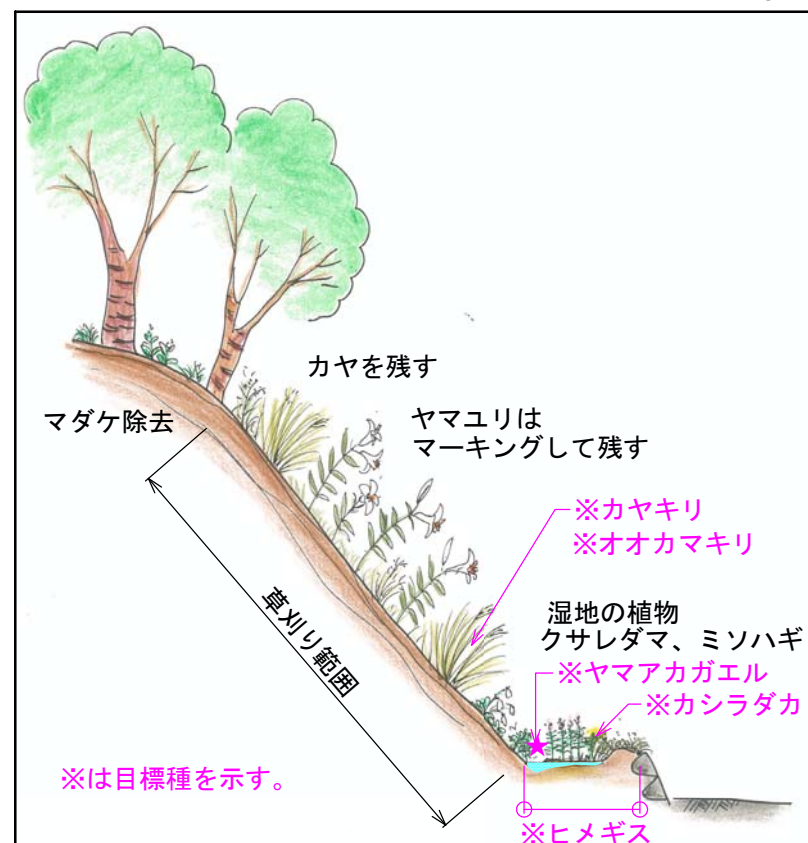 カヤを残す
マダケ除去
ヤマユリは
マーキングして残す
※カヤキリ
※オオカマキリ
草刈り範囲
湿地の植物
クサレダマ、ミソハギ
※ヤマアカガエル
※カシラダカ
※は目標種を示す。
※ヒメギス